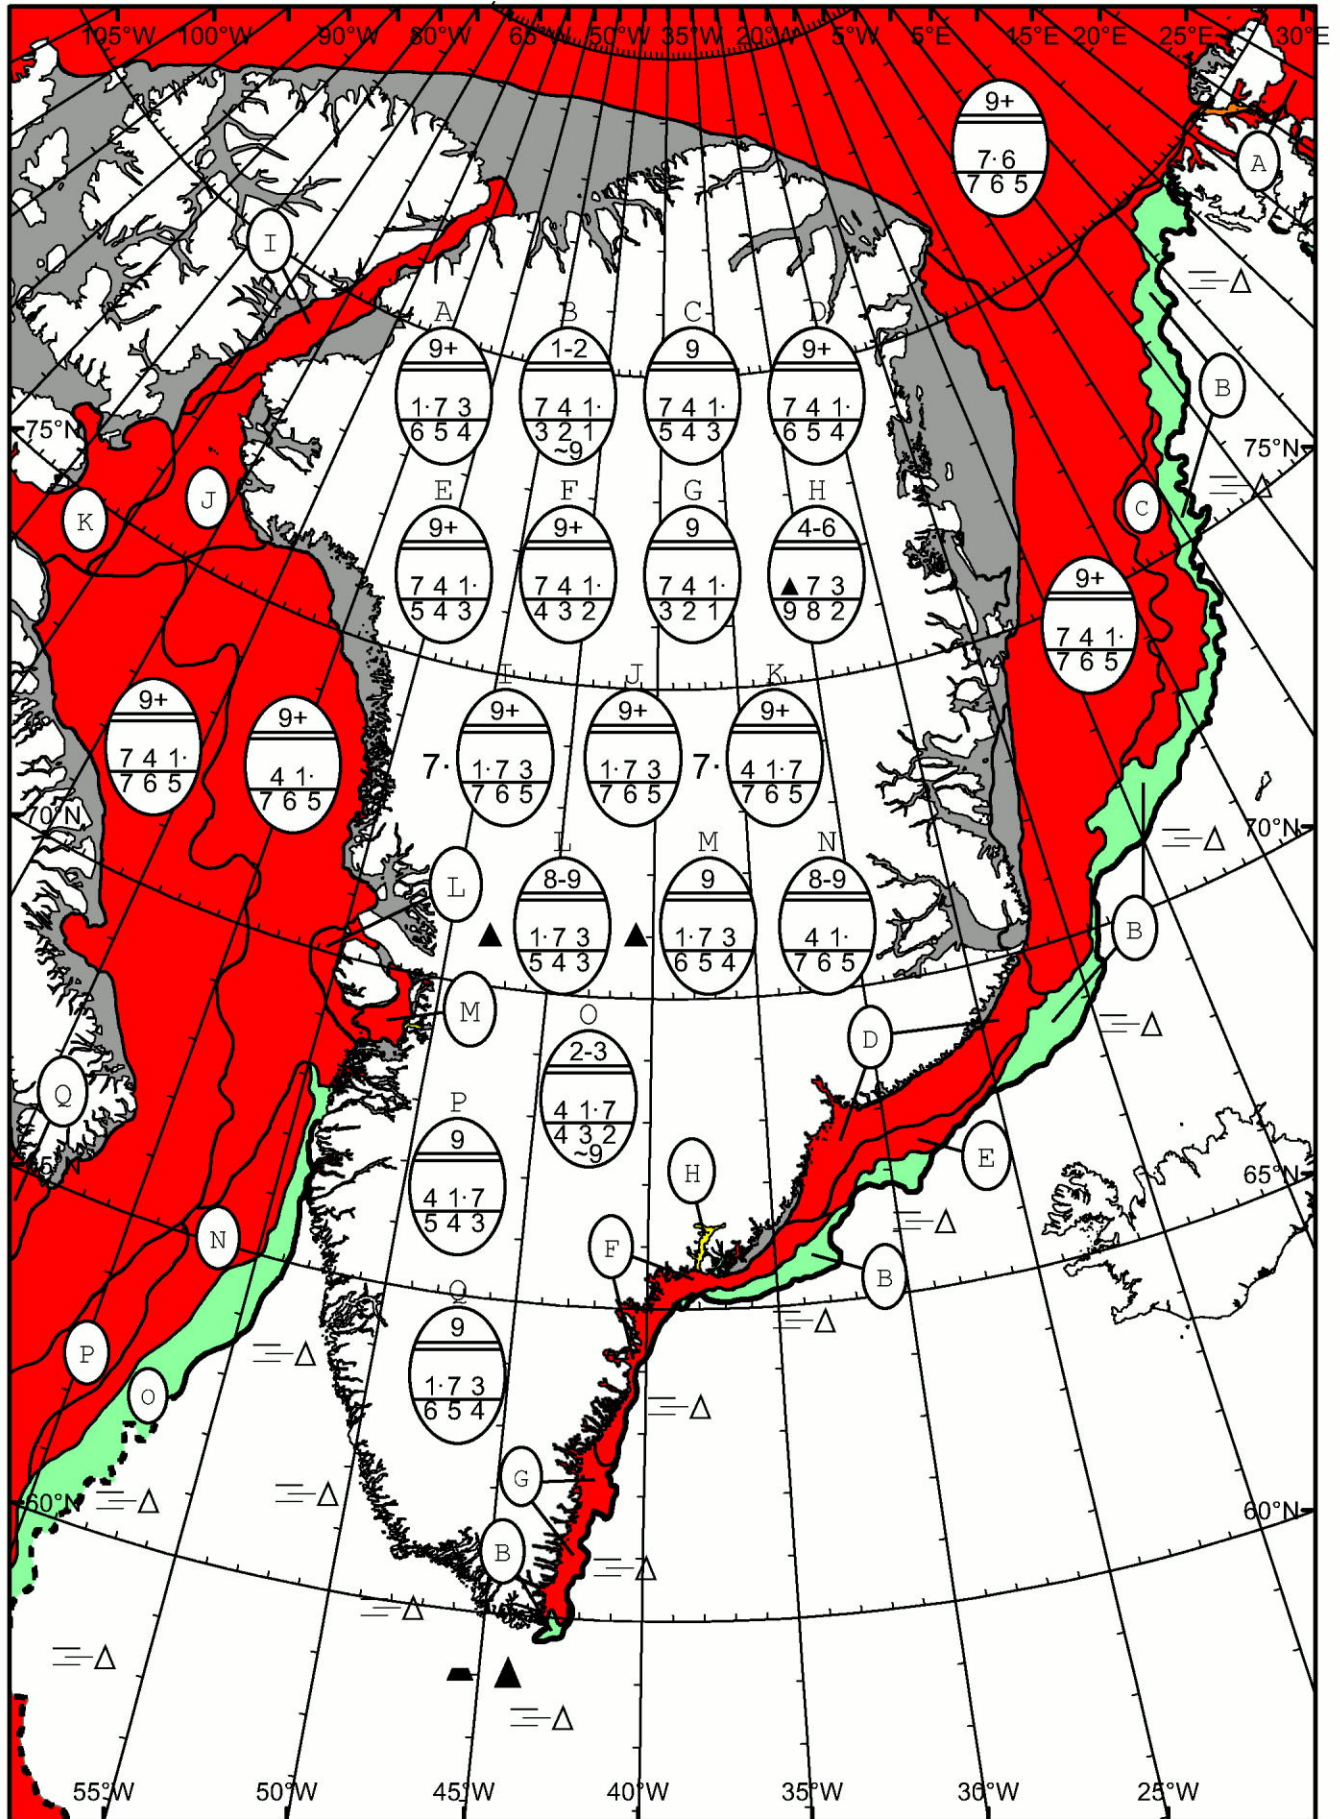 105°W 100°W 90°W 80°W 65°W 50°W 35°W 20°W 5°W 5°E 15°E 20°E 25°E 30°E
9+
7·6
7 6 5
A
I
A B C D
9+ 1-2 9 9+
1·7 3 7 4 1· 7 4 1· 7 4 1·
6 5 4 3 2 1 5 4 3 6 5 4
~9
B
75°N 75°N
J
K
C
E F G H
9+ 9+ 9 4-6
7 4 1· 7 4 1· 7 4 1· ▲ 7 3
5 4 3 4 3 2 3 2 1 9 8 2
9+
7 4 1·
7 6 5
I J K
9+ 9+ 9+ 9+ 9+
7 4 1· 4 1· 7· 1·7 3 1·7 3 7· 4 1·7
7 6 5 7 6 5 7 6 5 7 6 5 7 6 5
70°N 70°N
L M N
L
8-9 9 8-9
▲ 1·7 3 ▲ 1·7 3 4 1·
5 4 3 6 5 4 7 6 5
B
M
O
D
2-3
4 1·7
4 3 2
~9
Q
P
9
4 1·7
5 4 3
E
H
65°N
N
F
B
Q
9
1·7 3
6 5 4
P
O
G
60°N 60°N
B
55°W 50°W 45°W 40°W 35°W 30°W 25°W